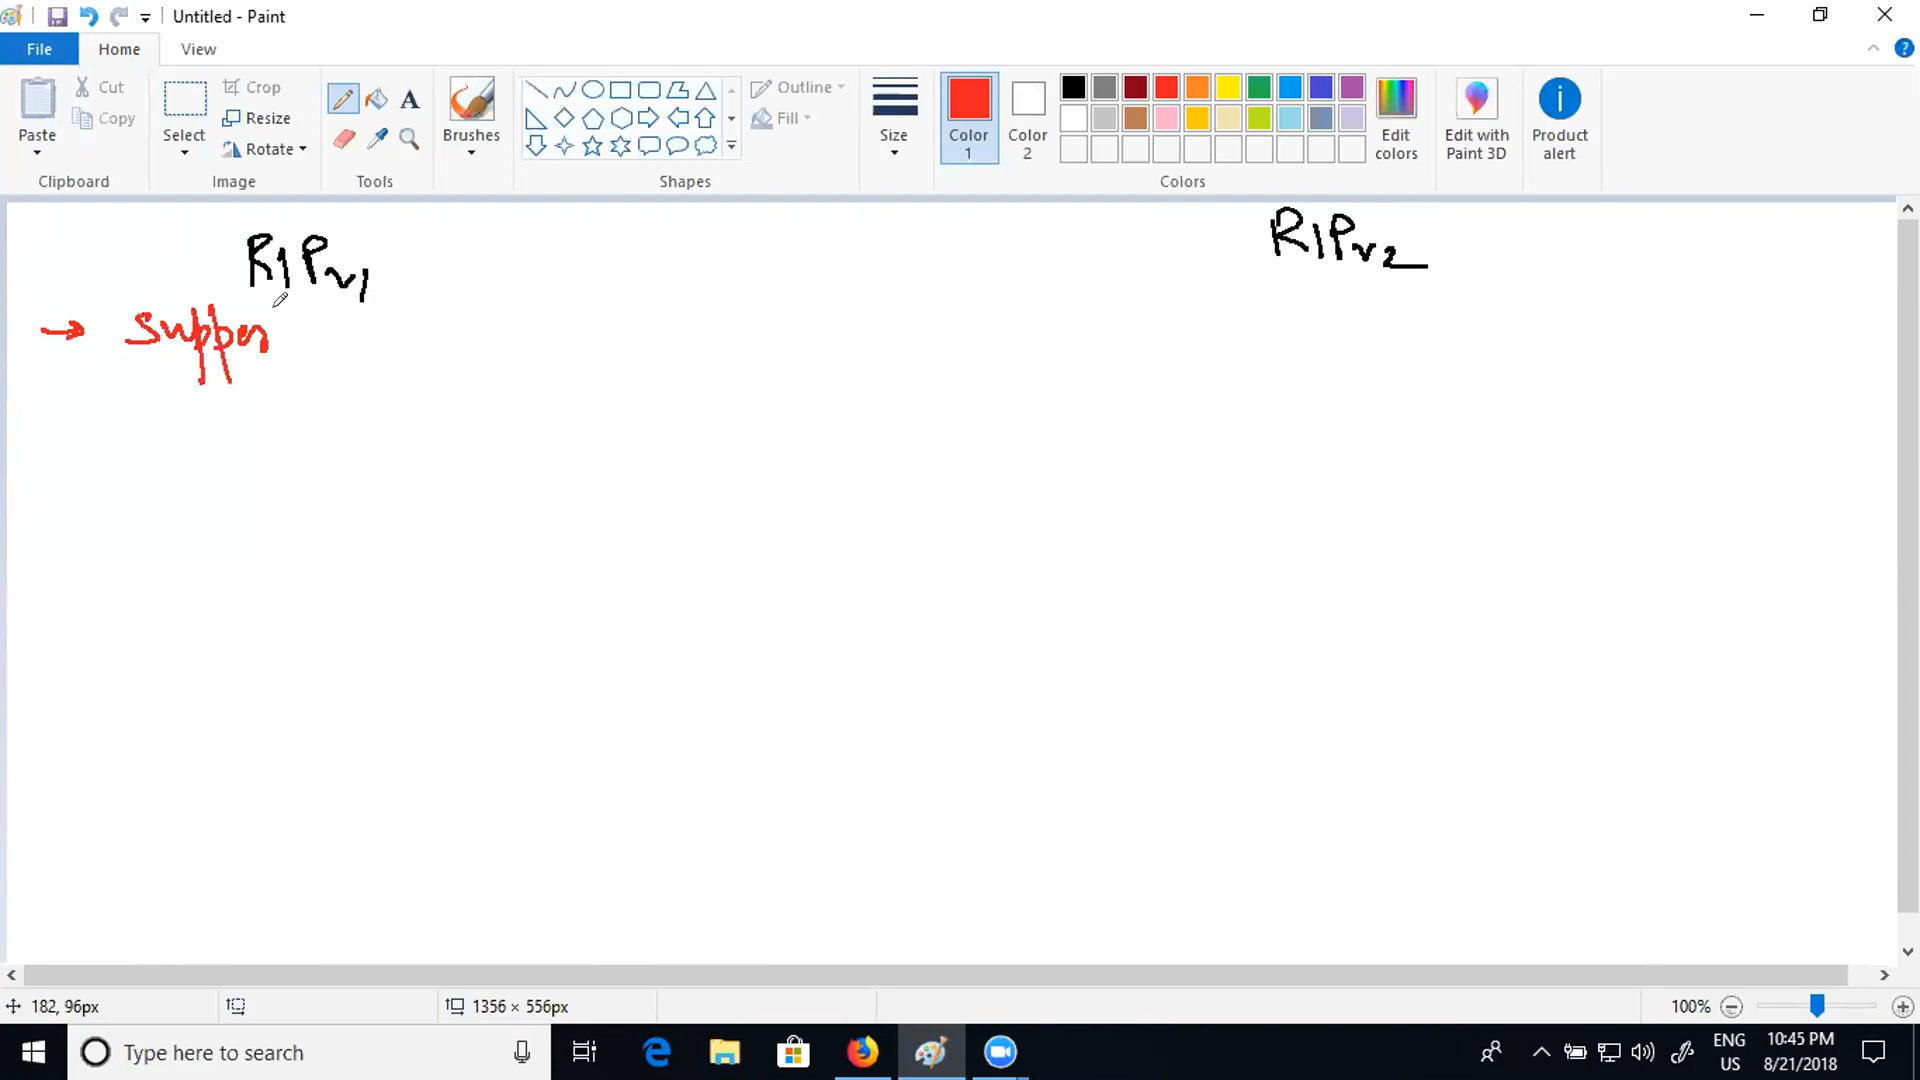 Untitled - Paint
File Home View
Cut
Copy
Paste
Clipboard
Select
Crop
Resize
Rotate
Image
A
Tools
Brushes
Shapes
Outline
Fill
Size
Color 1
Color 2
Edit colors
Edit with Paint 3D
Product alert
Colors
RIPv1
RIPv2
→ Suppor
182, 96px
1356 × 556px
100%
Type here to search
ENG
US
10:45 PM
8/21/2018